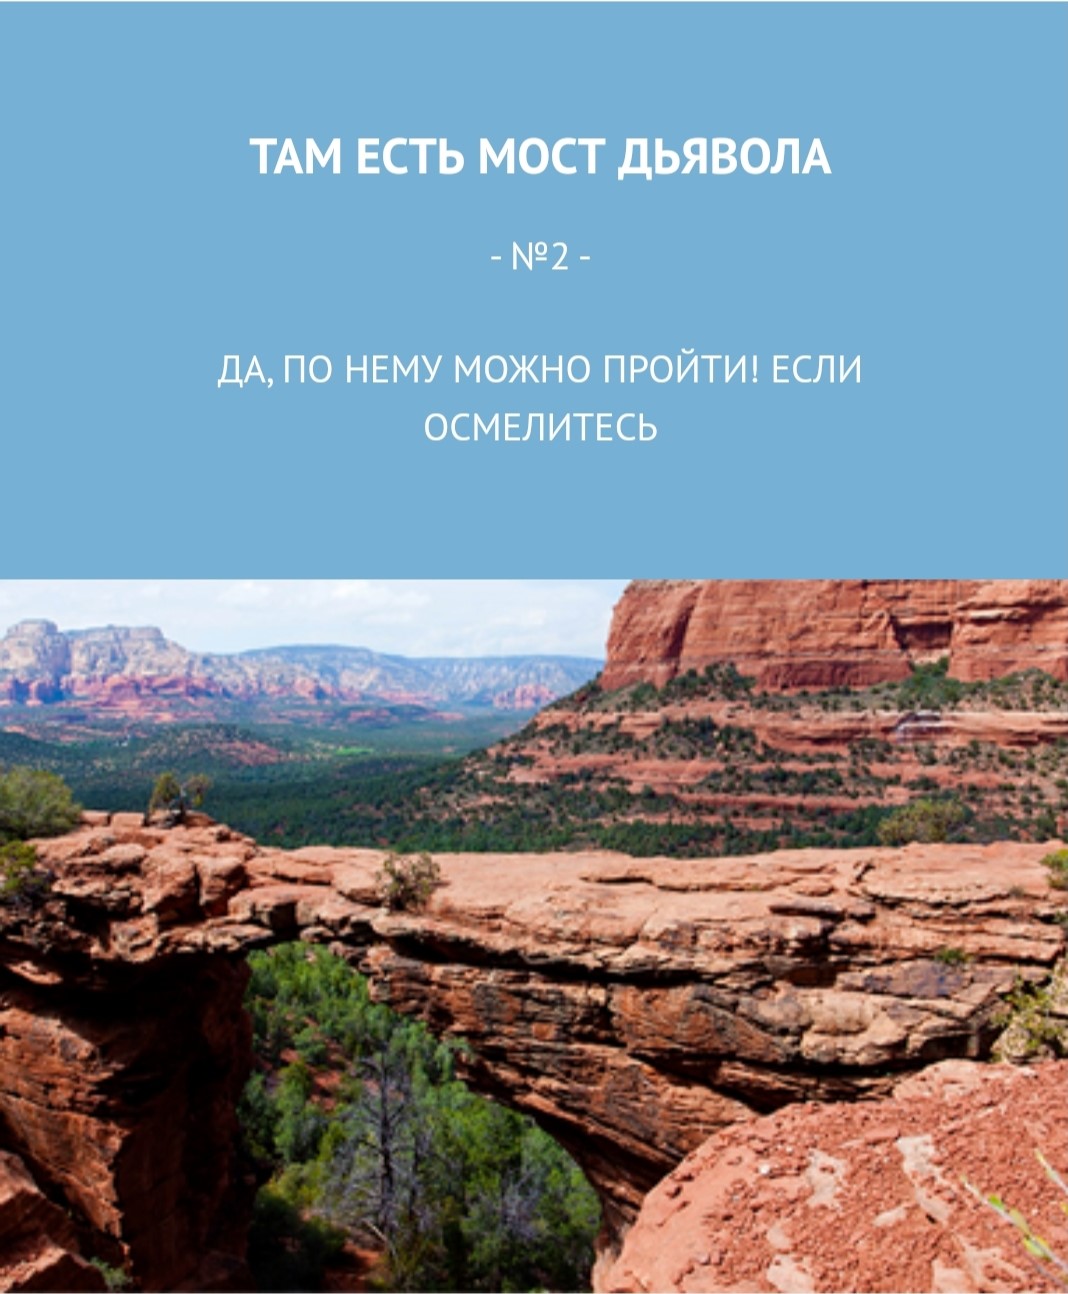 ТАМ ЕСТЬ МОСТ ДЬЯВОЛА
- №2 -
ДА, ПО НЕМУ МОЖНО ПРОЙТИ! ЕСЛИ
ОСМЕЛИТЕСЬ